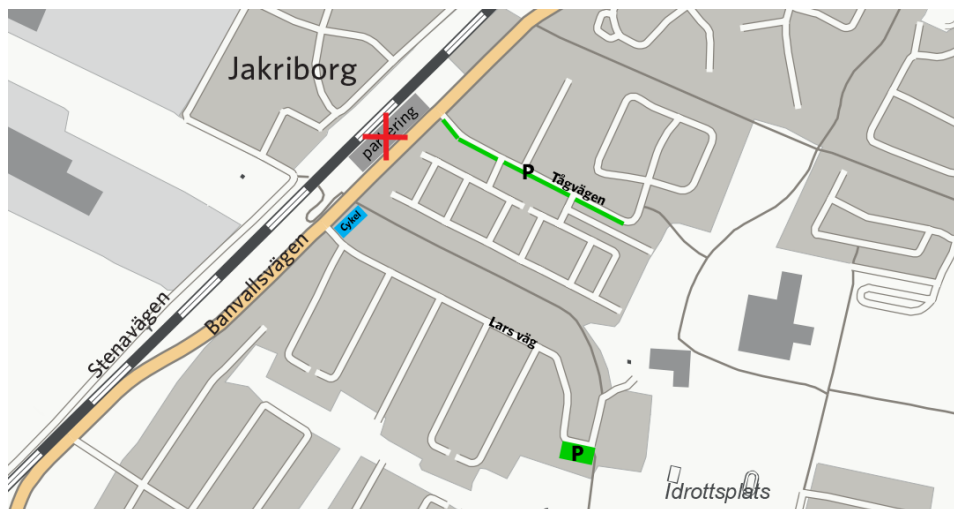 Jakriborg
parkering
P
Tågvägen
Cykel
Banvallsvägen
Stenavägen
Lars väg
P
Idrottsplats